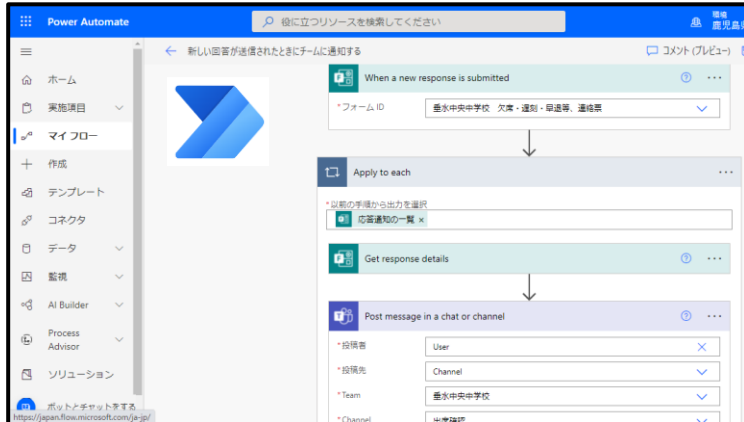 Power Automate
役に立つリソースを検索してください
環境
鹿児島県
新しい回答が送信されたときにチームに通知する
コメント (プレビュー)
ホーム
実施項目
マイ フロー
作成
テンプレート
コネクタ
データ
監視
AI Builder
Process
Advisor
ソリューション
ボットとチャットをする
https://japan.flow.microsoft.com/ja-jp/
When a new response is submitted
*フォーム ID
垂水中央中学校 欠席・遅刻・早退等、連絡票
Apply to each
*以前の手順から出力を選択
応答通知の一覧 ×
Get response details
Post message in a chat or channel
*投稿者
User
*投稿先
Channel
*Team
垂水中央中学校
*Channel
出席確認